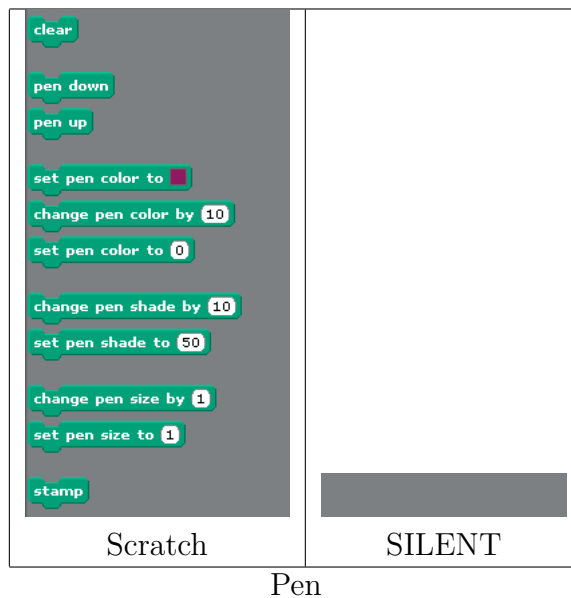 clear
pen down
pen up
set pen color to
change pen color by 10
set pen color to 0
change pen shade by 10
set pen shade to 50
change pen size by 1
set pen size to 1
stamp
Scratch
SILENT
Pen